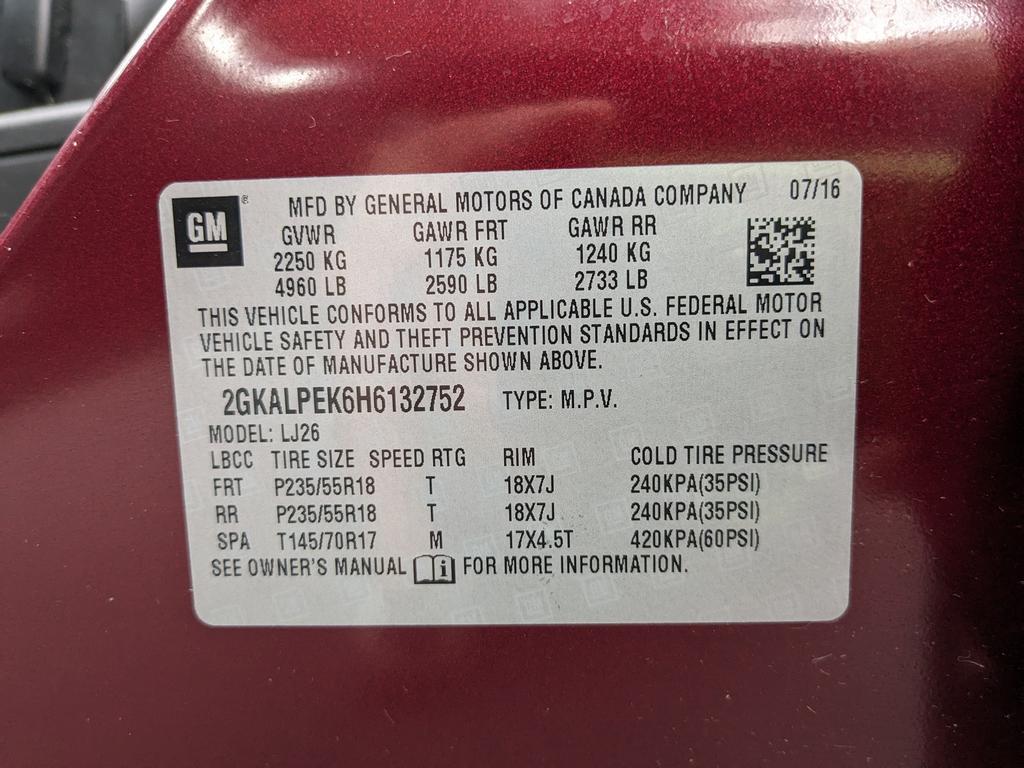 GM ® MFD BY GENERAL MOTORS OF CANADA COMPANY 07/16
GVWR GAWR FRT GAWR RR
2250 KG 1175 KG 1240 KG
4960 LB 2590 LB 2733 LB
THIS VEHICLE CONFORMS TO ALL APPLICABLE U.S. FEDERAL MOTOR
VEHICLE SAFETY AND THEFT PREVENTION STANDARDS IN EFFECT ON
THE DATE OF MANUFACTURE SHOWN ABOVE.
2GKALPEK6H6132752 TYPE: M.P.V.
MODEL: LJ26
LBCC TIRE SIZE SPEED RTG RIM COLD TIRE PRESSURE
FRT P235/55R18 T 18X7J 240KPA(35PSI)
RR P235/55R18 T 18X7J 240KPA(35PSI)
SPA T145/70R17 M 17X4.5T 420KPA(60PSI)
SEE OWNER'S MANUAL i FOR MORE INFORMATION.